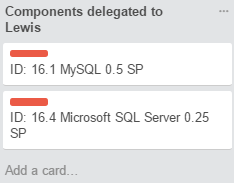 Components delegated to
Lewis
ID: 16.1 MySQL 0.5 SP
ID: 16.4 Microsoft SQL Server 0.25
SP
Add a card...